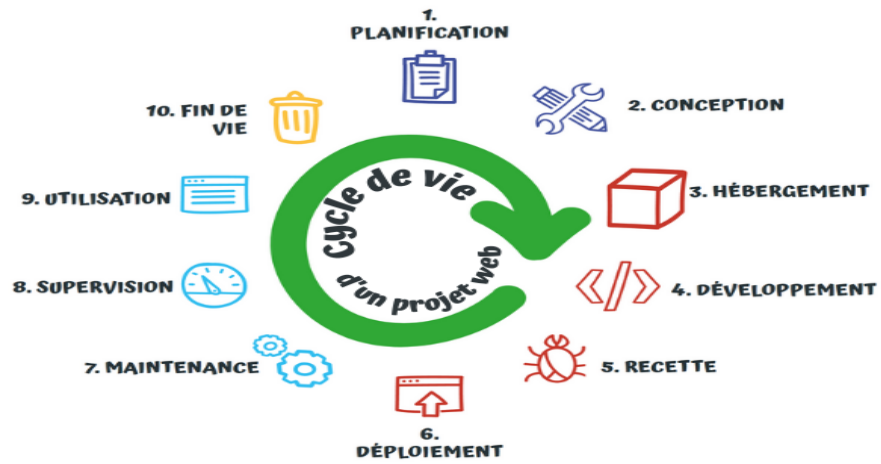 1.
PLANIFICATION
2. CONCEPTION
3. HÉBERGEMENT
4. DÉVELOPPEMENT
5. RECETTE
6.
DÉPLOIEMENT
7. MAINTENANCE
8. SUPERVISION
9. UTILISATION
10. FIN DE
VIE
Cycle de vie
d'un projet web